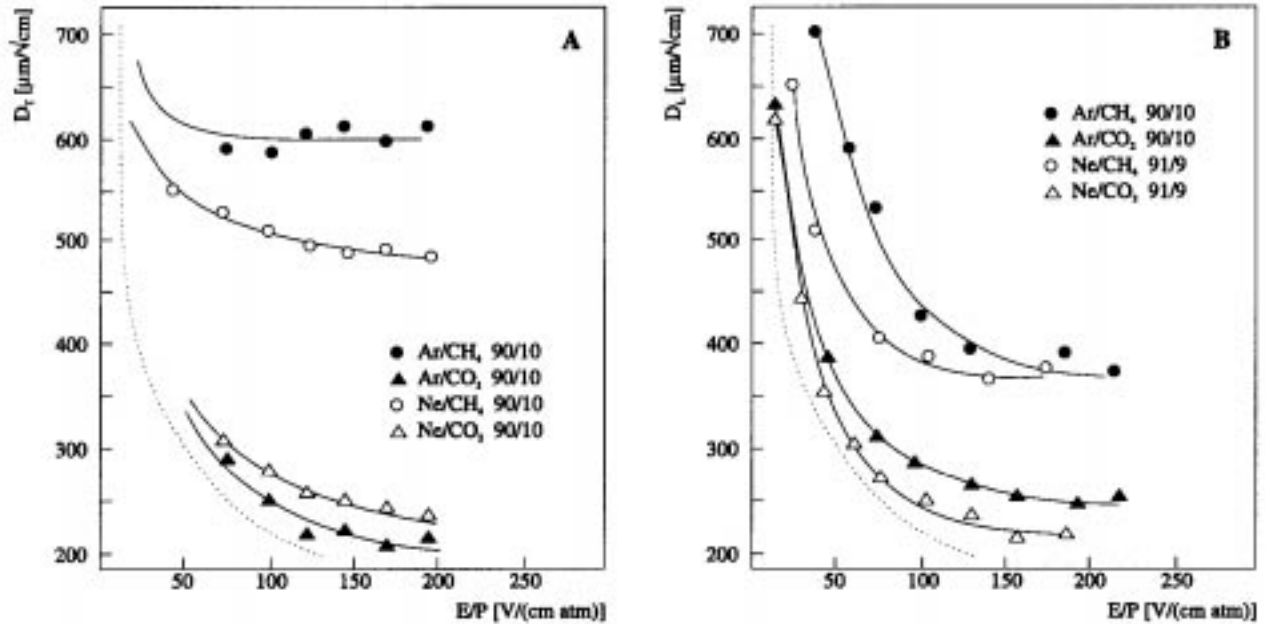 A
D_T [µm/√cm]
700
600
500
400
300
200
● Ar/CH₄ 90/10
▲ Ar/CO₂ 90/10
○ Ne/CH₄ 90/10
△ Ne/CO₂ 90/10
50 100 150 200 250
E/P [V/(cm atm)]
B
D_L [µm/√cm]
700
600
500
400
300
200
● Ar/CH₄ 90/10
▲ Ar/CO₂ 90/10
○ Ne/CH₄ 91/9
△ Ne/CO₂ 91/9
50 100 150 200 250
E/P [V/(cm atm)]